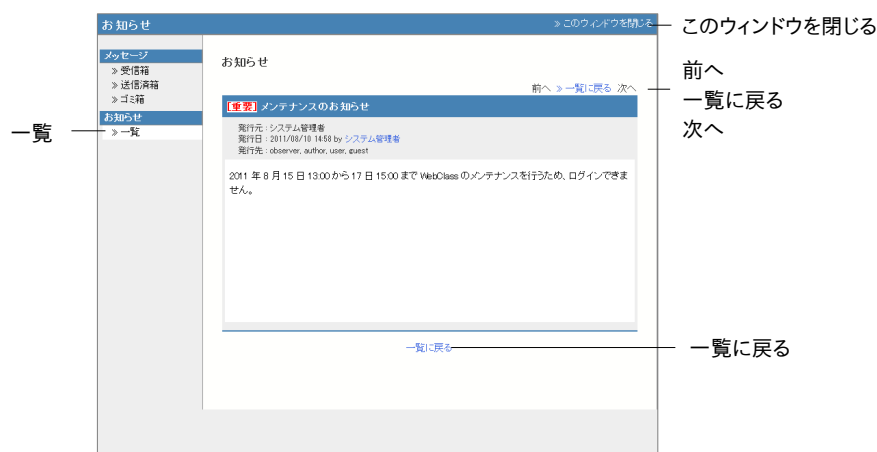 お知らせ
» このウィンドウを閉じる
このウィンドウを閉じる
メッセージ
» 受信箱
» 送信済箱
» ゴミ箱
お知らせ
» 一覧
一覧
お知らせ
前へ » 一覧に戻る 次へ
前へ
一覧に戻る
次へ
[重要] メンテナンスのお知らせ
発行元 : システム管理者
発行日 : 2011/08/10 14:58 by システム管理者
発行先 : observer, author, user, guest
2011 年 8 月 15 日 13:00 から 17 日 15:00 まで WebClass のメンテナンスを行うため、ログインできま
せん。
一覧に戻る
一覧に戻る